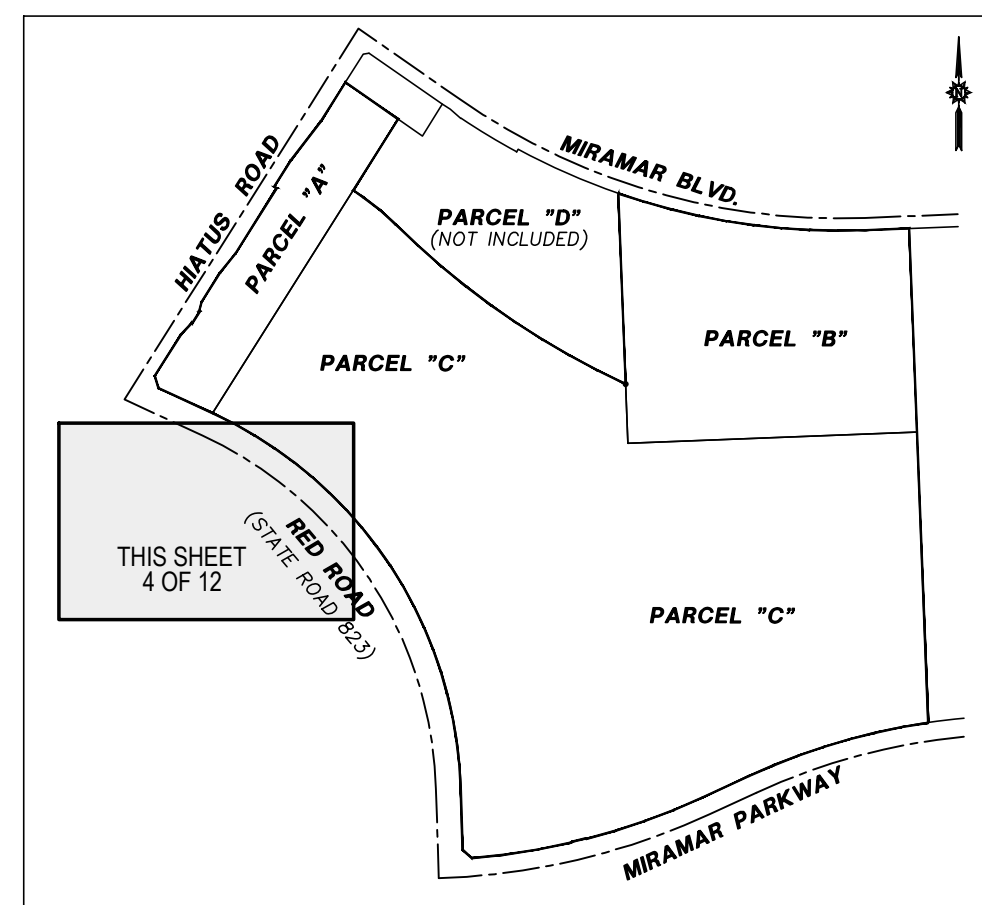 N
MIRAMAR BLVD.
HIATUS ROAD
PARCEL "A"
PARCEL "D"
(NOT INCLUDED)
PARCEL "B"
PARCEL "C"
THIS SHEET
4 OF 12
RED ROAD
(STATE ROAD 823)
PARCEL "C"
MIRAMAR PARKWAY